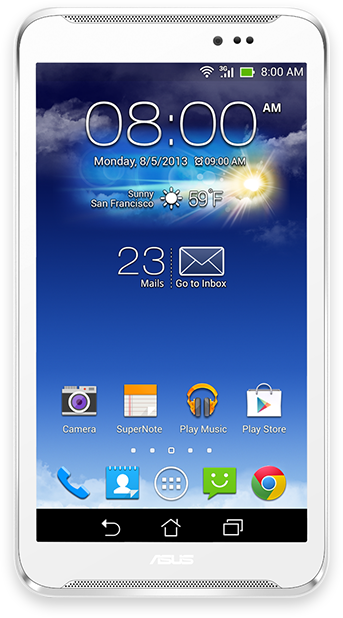 3G 8:00 AM
08:00 AM
Monday, 8/5/2013 09:00 AM
Sunny
San Francisco 59°F
23
Mails Go to Inbox
Camera SuperNote Play Music Play Store
ASUS